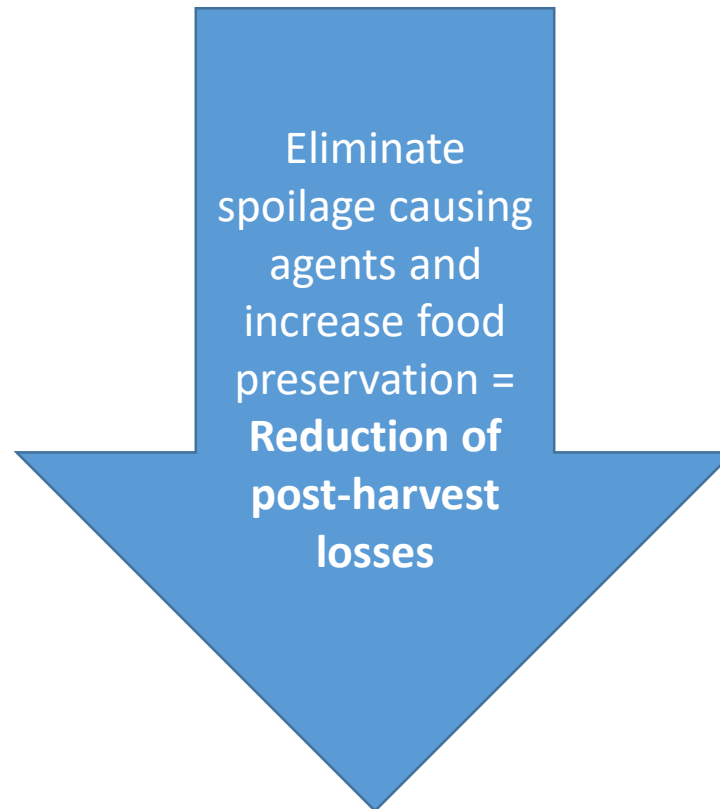 Eliminate
spoilage causing
agents and
increase food
preservation =
Reduction of
post-harvest
losses